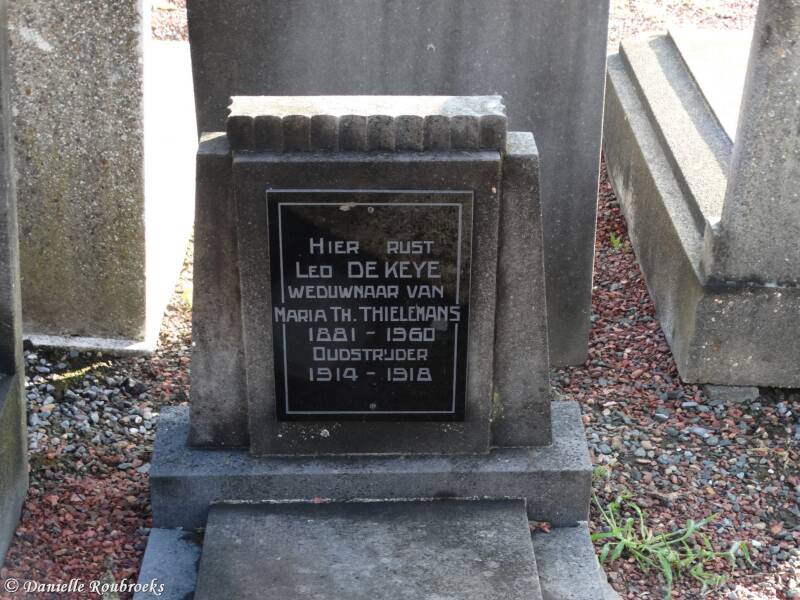 HIER RUST
LEO DE KEYE
WEDUWNAAR VAN
MARIA TH. THIELEMANS
1881 - 1960
OUDSTRIJDER
1914 - 1918
© Danielle Roubroeks